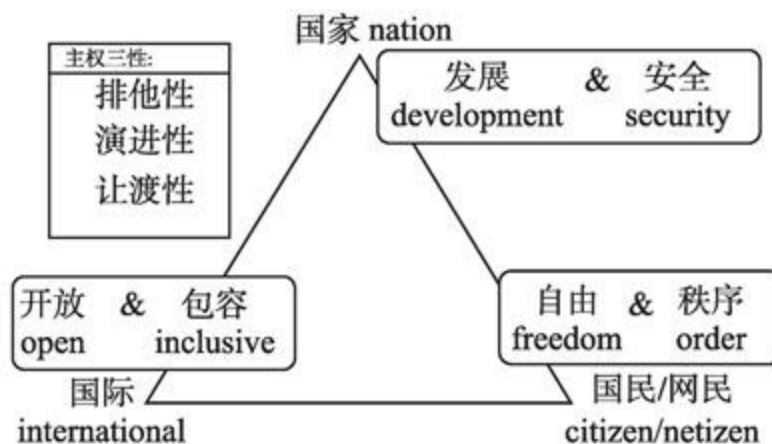 国家 nation
主权三性:
排他性
演进性
让渡性
发展 & 安全
development security
开放 & 包容
open inclusive
自由 & 秩序
freedom order
国际
international
国民/网民
citizen/netizen